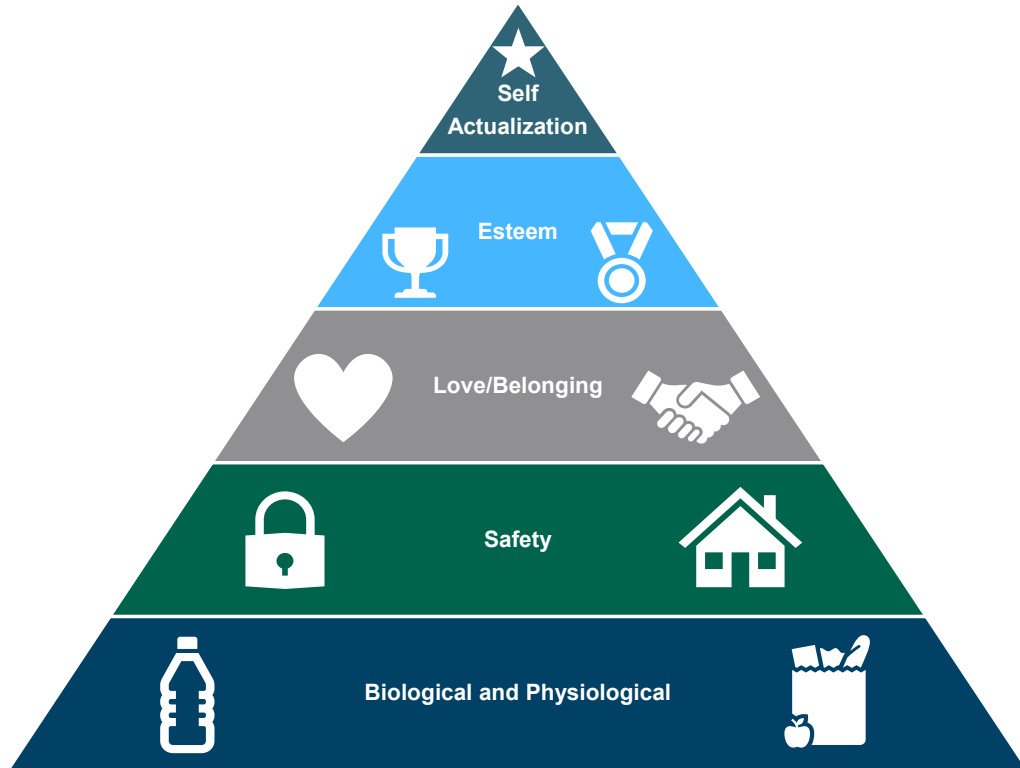 Self
Actualization
Esteem
Love/Belonging
Safety
Biological and Physiological